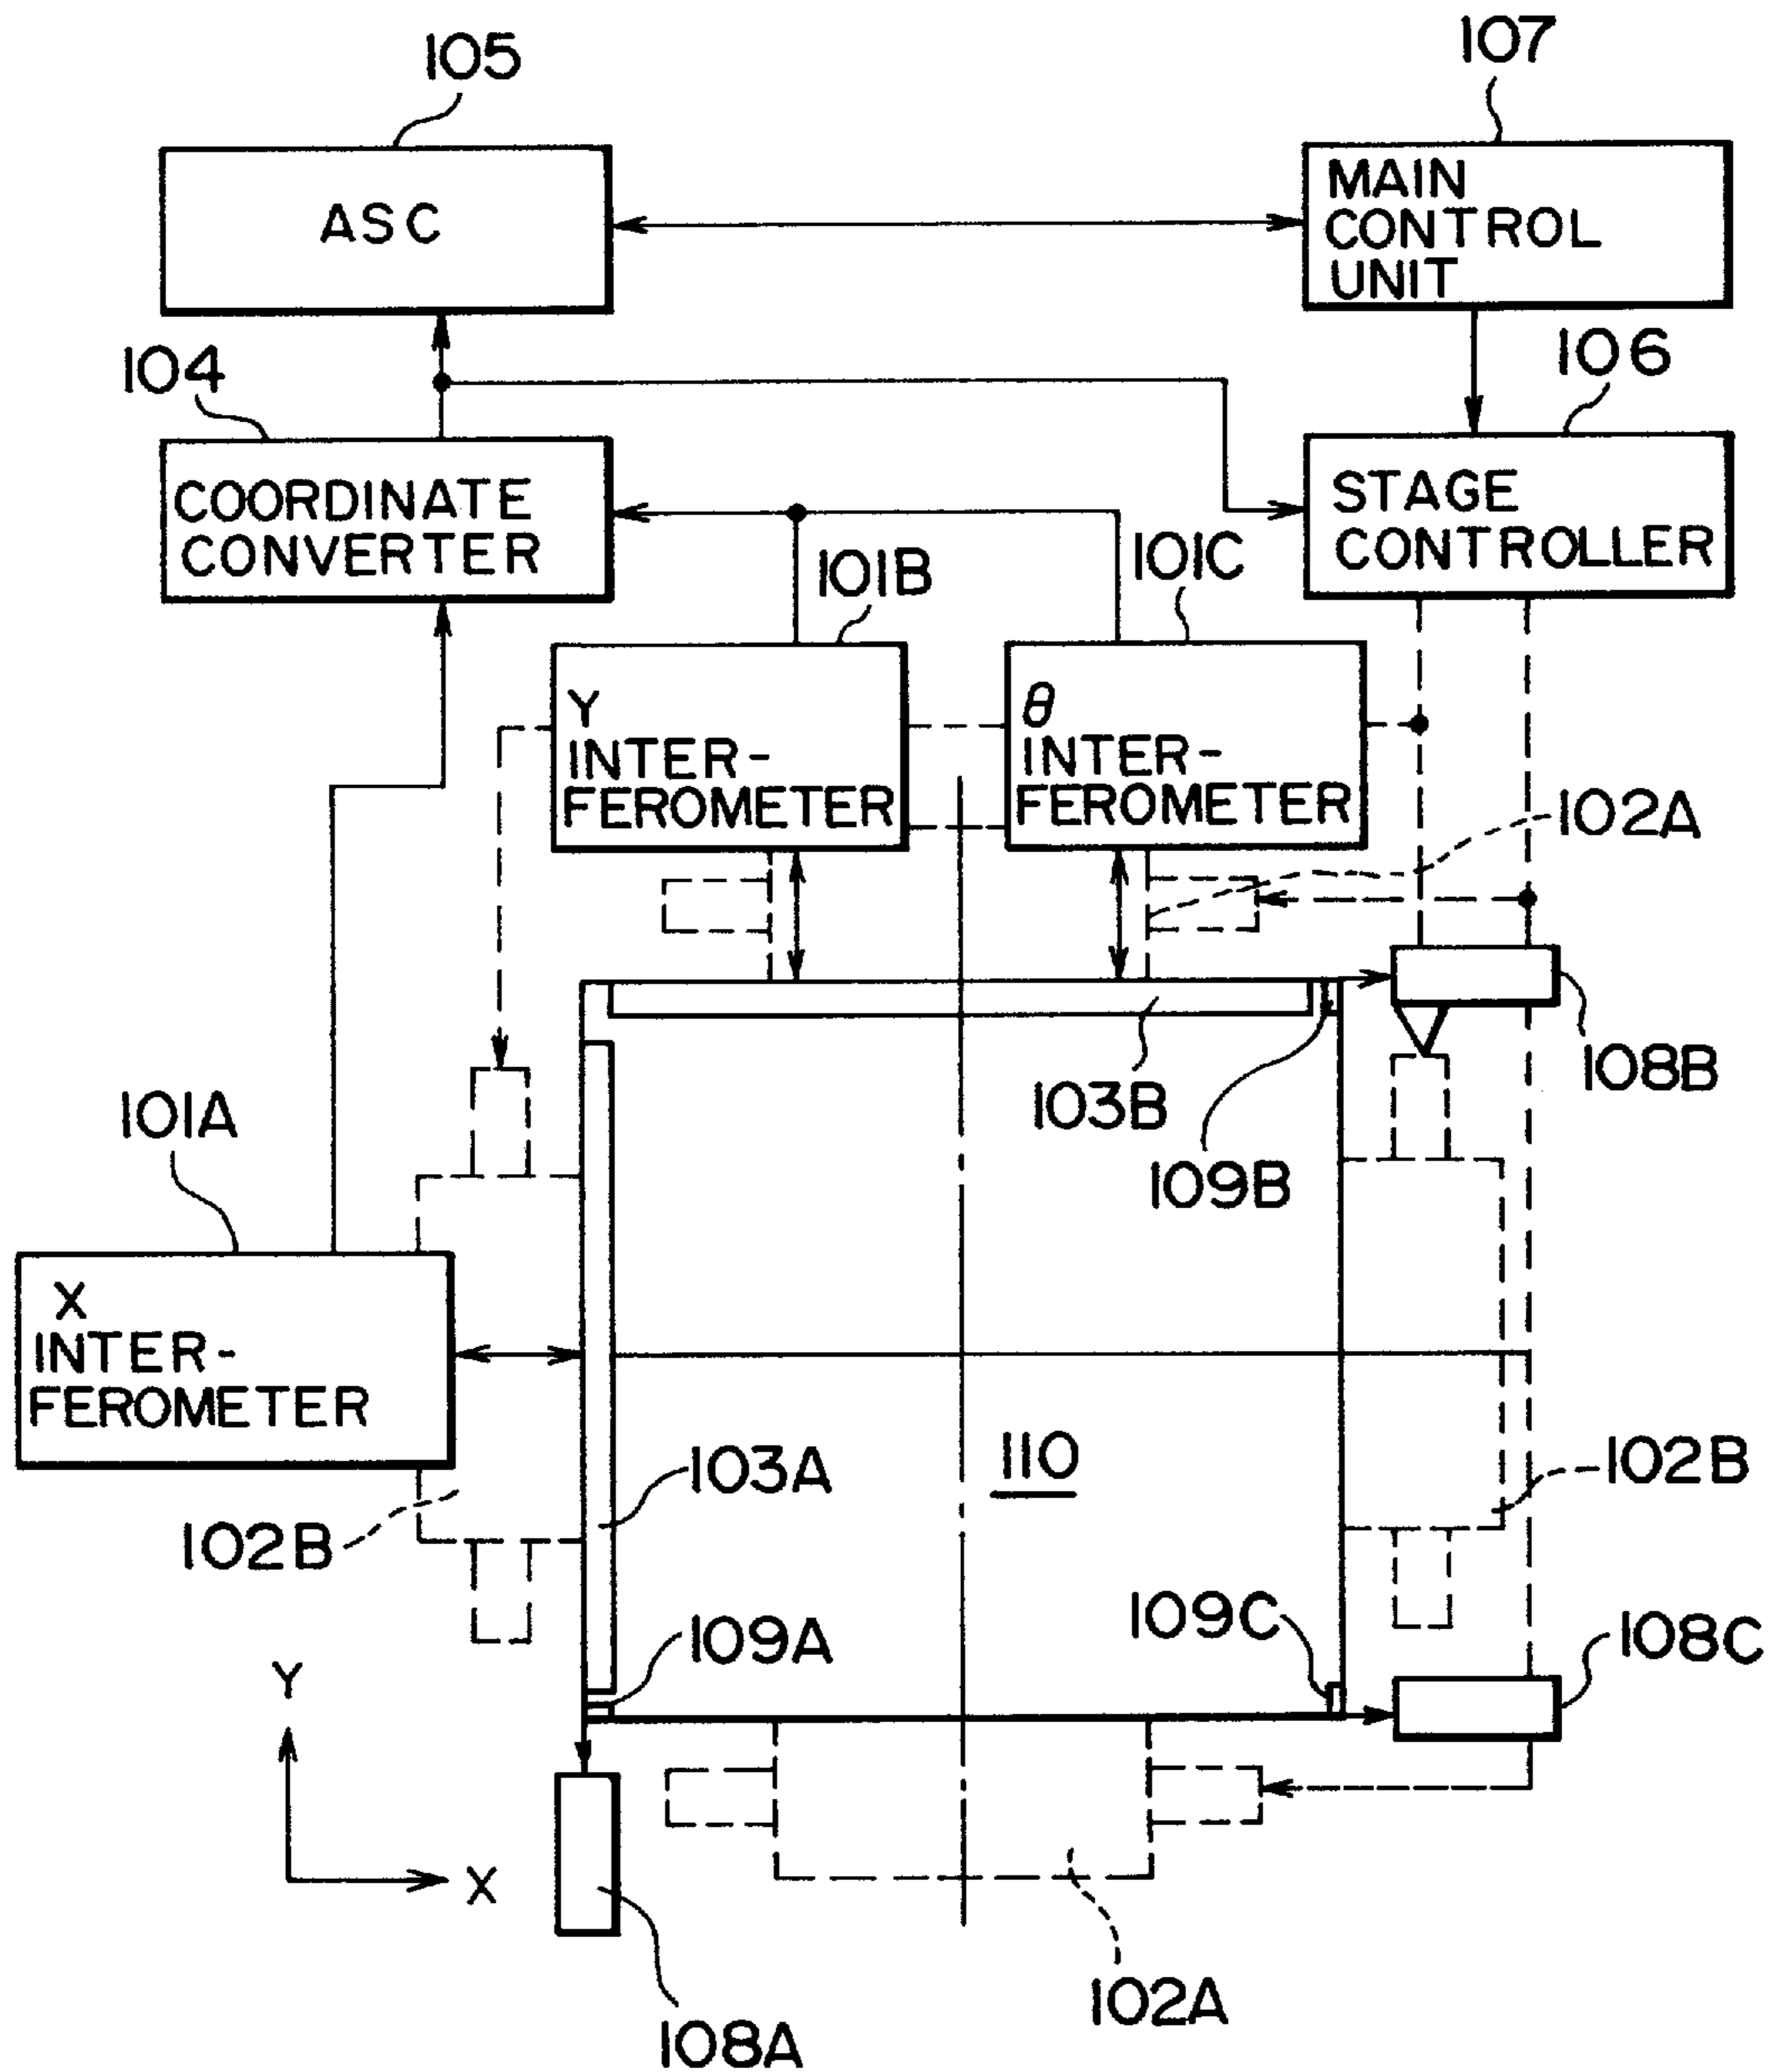 105
107
ASC
MAIN
CONTROL
UNIT
104
106
COORDINATE
CONVERTER
STAGE
CONTROLLER
101B
101C
Y
INTER-
FEROMETER
θ
INTER-
FEROMETER
102A
108B
103B
101A
109B
X
INTER-
FEROMETER
110
103A
102B
102B
109A
109C
108C
Y
X
102A
108A